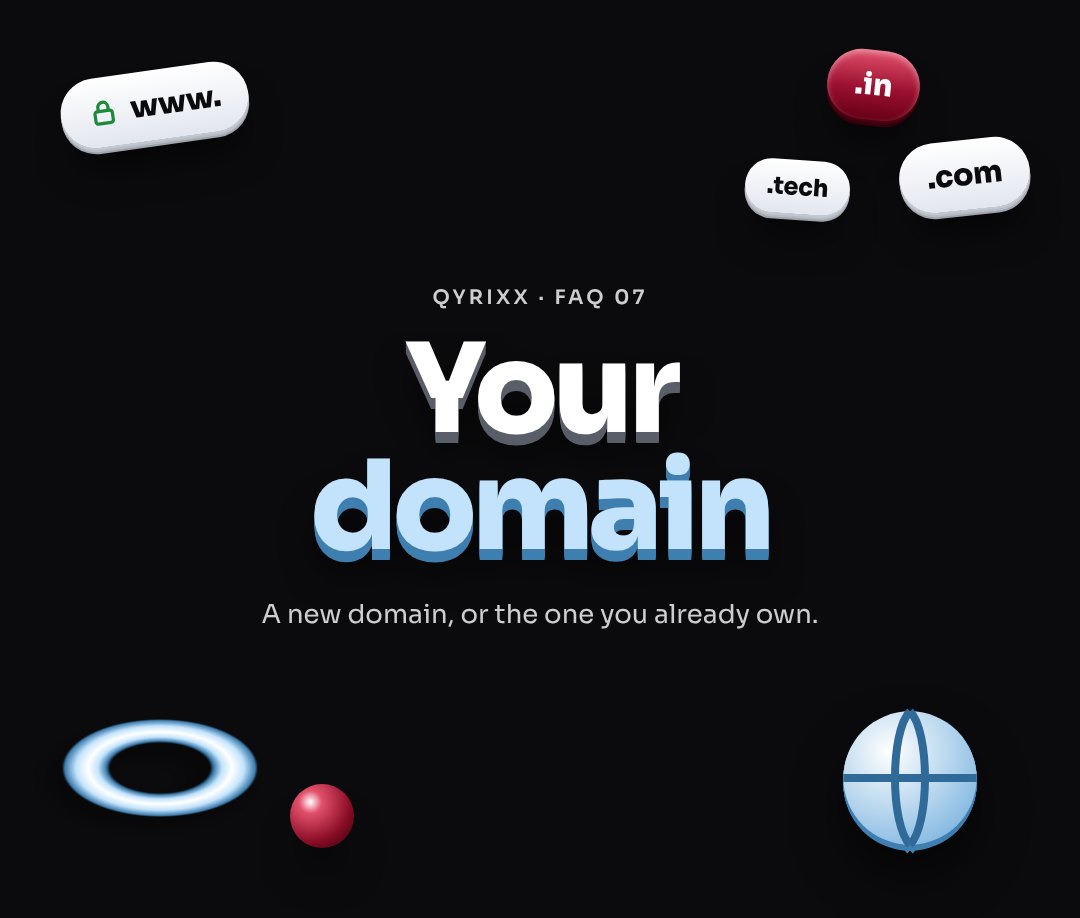 www.
.in
.tech
.com
QYRIXX · FAQ 07
Your
domain
A new domain, or the one you already own.